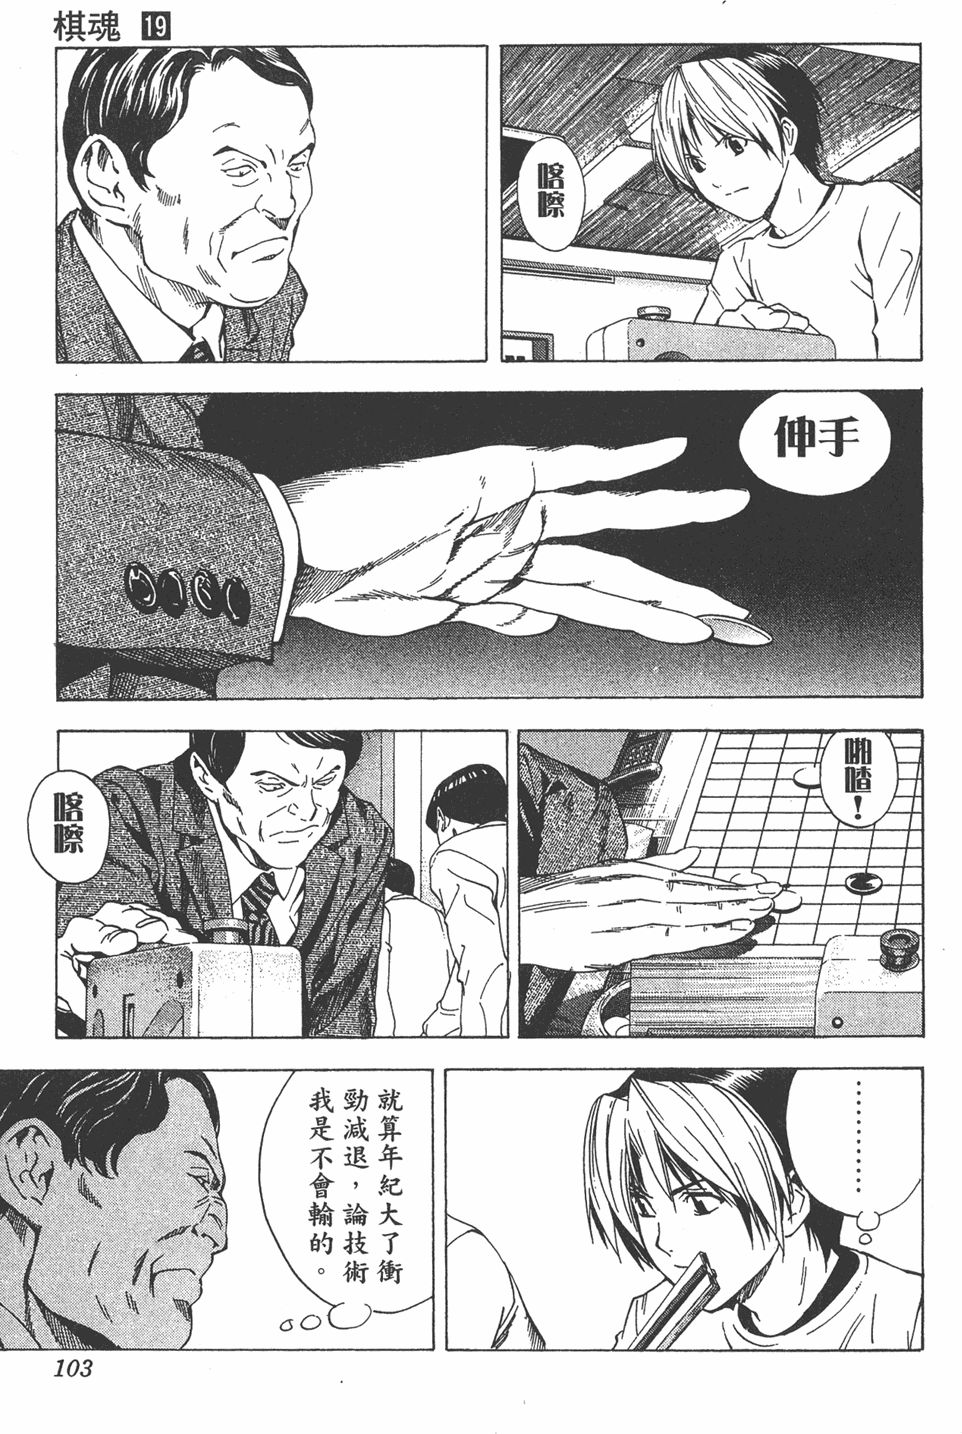 棋魂 19
喀嚓
伸手
啪喳！
喀嚓
…………
就算年紀大了衝
勁減退，論技術
我是不會輸的。
103